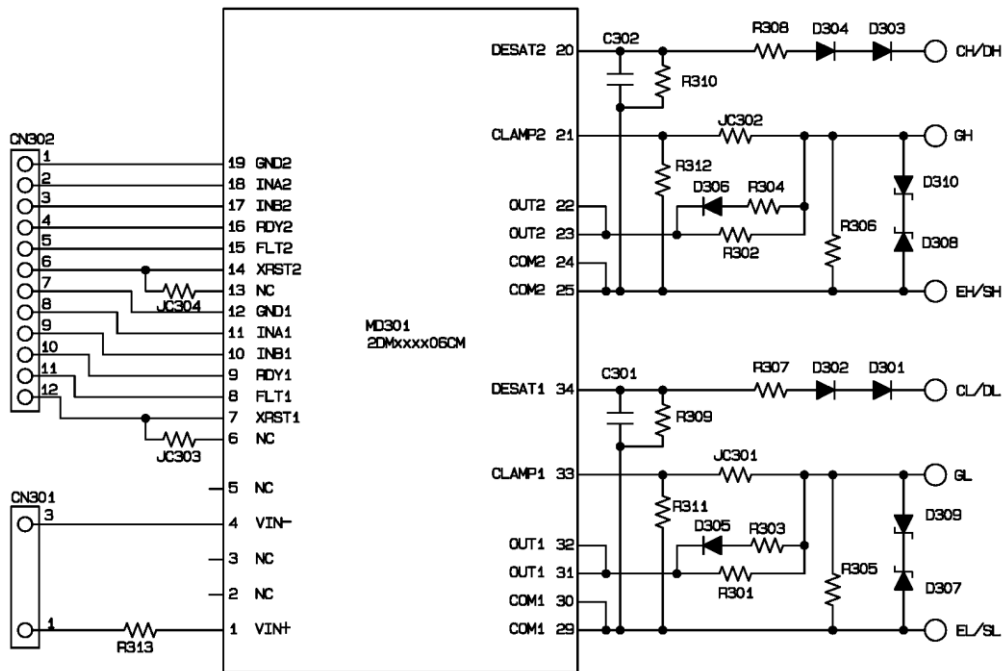 R308 D304 D303
DESAT2 20 C302 CH/DH
R310
CN302
CLAMP2 21 JC302 GH
1 19 GND2
2 18 INA2
3 17 INB2
4 16 RDY2
5 15 FLT2
6 14 XRST2
7 13 NC
8 12 GND1
9 11 INA1
10 10 INB1
11 9 RDY1
12 8 FLT1
7 XRST1
6 NC
JC304
JC303
R312
D306 R304
D310
OUT2 22
OUT2 23
R302
R306
D308
COM2 24
COM2 25 EH/SH
MD301
2DMxxxx06CM
R307 D302 D301
DESAT1 34 C301 CL/DL
R309
CLAMP1 33 JC301 GL
R311
D305 R303
D309
OUT1 32
OUT1 31
R301
R305
D307
COM1 30
COM1 29 EL/SL
CN301
5 NC
3 4 VIN-
3 NC
2 NC
1 1 VIN+
R313